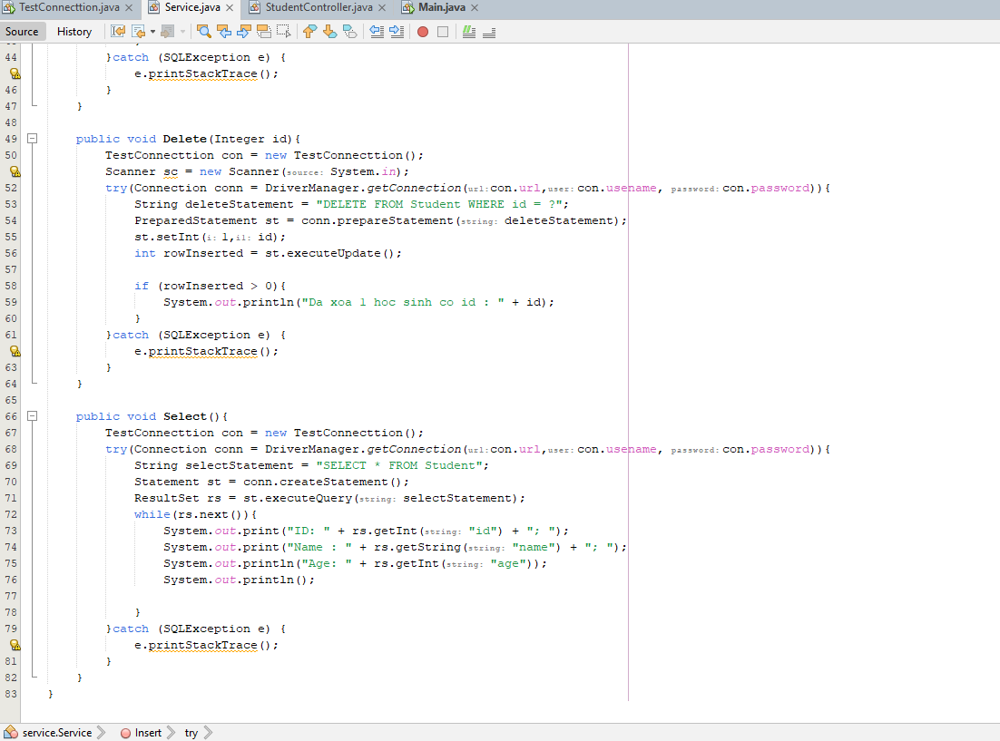 TestConnecttion.java Service.java StudentController.java Main.java
Source History
44 }catch (SQLException e) {
e.printStackTrace();
46 }
47 }
48
49 public void Delete(Integer id){
50 TestConnecttion con = new TestConnecttion();
Scanner sc = new Scanner(source: System.in);
52 try(Connection conn = DriverManager.getConnection(url:con.url,user:con.usename, password:con.password)){
53 String deleteStatement = "DELETE FROM Student WHERE id = ?";
54 PreparedStatement st = conn.prepareStatement(string: deleteStatement);
55 st.setInt(i:1,i1: id);
56 int rowInserted = st.executeUpdate();
57
58 if (rowInserted > 0){
59 System.out.println("Da xoa 1 hoc sinh co id : " + id);
60 }
61 }catch (SQLException e) {
e.printStackTrace();
63 }
64 }
65
66 public void Select(){
67 TestConnecttion con = new TestConnecttion();
68 try(Connection conn = DriverManager.getConnection(url:con.url,user:con.usename, password:con.password)){
69 String selectStatement = "SELECT * FROM Student";
70 Statement st = conn.createStatement();
71 ResultSet rs = st.executeQuery(string: selectStatement);
72 while(rs.next()){
73 System.out.print("ID: " + rs.getInt(string: "id") + "; ");
74 System.out.print("Name : " + rs.getString(string: "name") + "; ");
75 System.out.println("Age: " + rs.getInt(string: "age"));
76 System.out.println();
77
78 }
79 }catch (SQLException e) {
e.printStackTrace();
81 }
82 }
83 }
service.Service Insert try